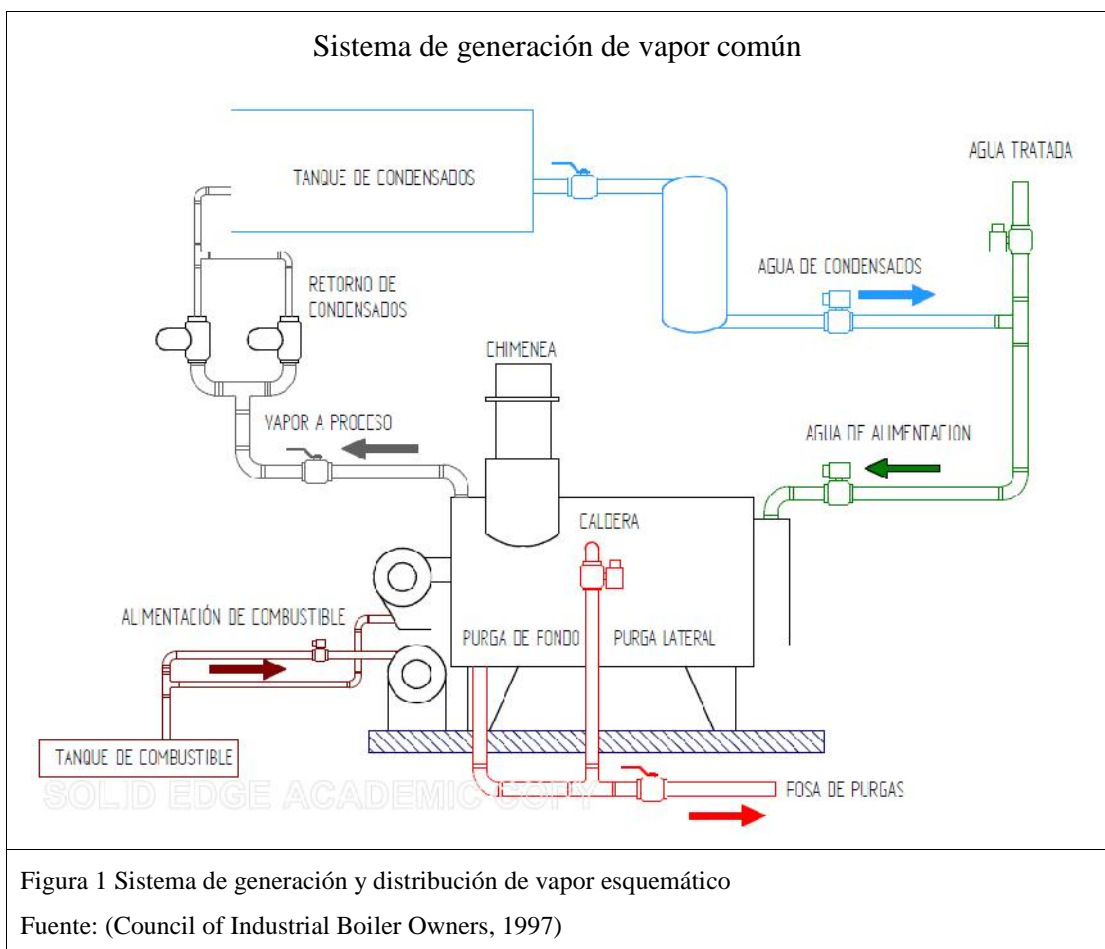 Sistema de generación de vapor común
AGUA TRATADA
TANQUE DE CONDENSADOS
AGUA DE CONDENSADOS
RETORNO DE
CONDENSADOS
CHIMENEA
VAPOR A PROCESO
AGUA DE ALIMENTACION
CALDERA
ALIMENTACIÓN DE COMBUSTIBLE
PURGA DE FONDO
PURGA LATERAL
TANQUE DE COMBUSTIBLE
SOLID EDGE ACADEMIC COPY
FOSA DE PURGAS
Figura 1 Sistema de generación y distribución de vapor esquemático
Fuente: (Council of Industrial Boiler Owners, 1997)